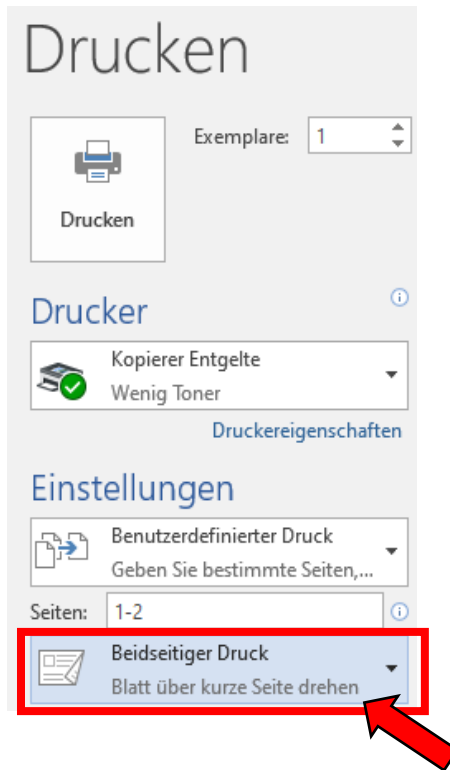 Drucken
Exemplare: 1
Drucken
Drucker
Kopierer Entgelte
Wenig Toner
Druckereigenschaften
Einstellungen
Benutzerdefinierter Druck
Geben Sie bestimmte Seiten,...
Seiten: 1-2
Beidseitiger Druck
Blatt über kurze Seite drehen